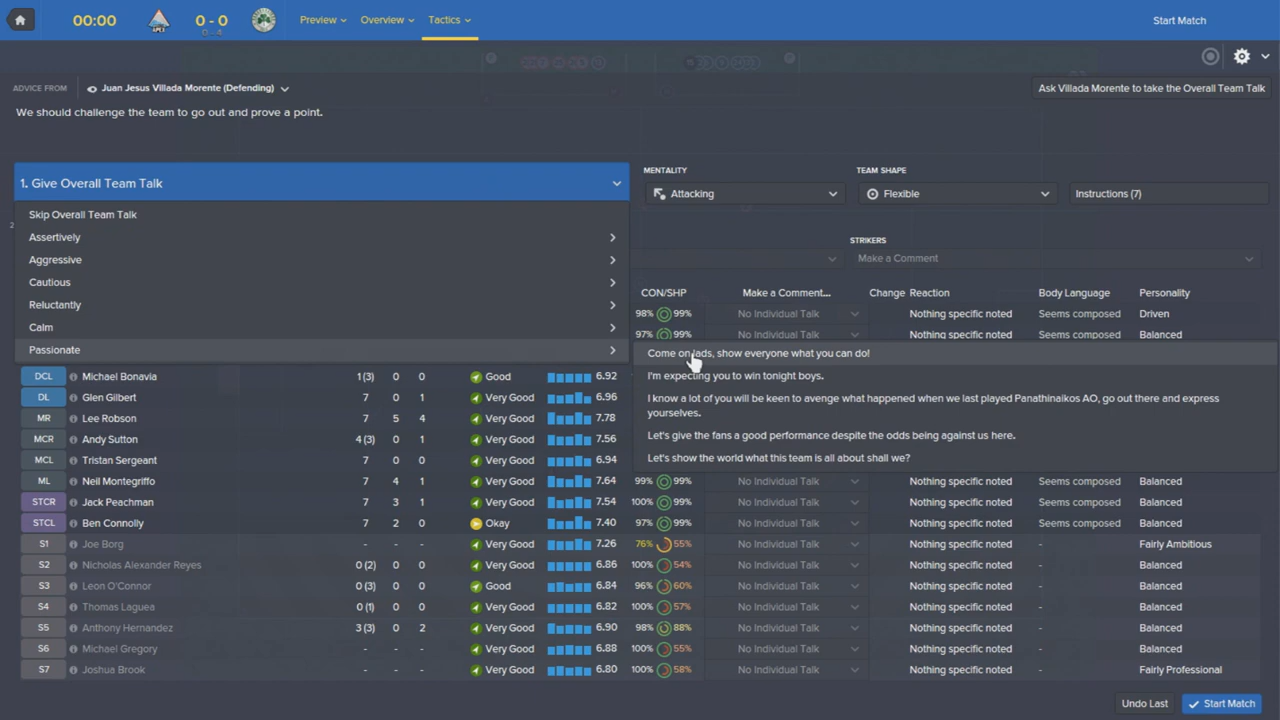 00:00 APEX 0 - 0 Preview Overview Tactics Start Match
0 - 4
ADVICE FROM Juan Jesus Villada Morente (Defending) Ask Villada Morente to take the Overall Team Talk
We should challenge the team to go out and prove a point.
MENTALITY TEAM SHAPE
1. Give Overall Team Talk
Attacking Flexible Instructions (7)
Skip Overall Team Talk
Assertively
STRIKERS
Aggressive
Make a Comment
Cautious
CON/SHP Make a Comment... Change Reaction Body Language Personality
Reluctantly
98% 99% No Individual Talk Nothing specific noted Seems composed Driven
Calm
97% 99% No Individual Talk Nothing specific noted Seems composed Balanced
Passionate
Come on lads, show everyone what you can do!
I'm expecting you to win tonight boys.
I know a lot of you will be keen to avenge what happened when we last played Panathinaikos AO, go out there and express
yourselves.
Let's give the fans a good performance despite the odds being against us here.
Let's show the world what this team is all about shall we?
DCL Michael Bonavia 1 (3) 0 0 Good 6.92
DL Glen Gilbert 7 0 1 Very Good 6.96
MR Lee Robson 7 5 4 Very Good 7.78
MCR Andy Sutton 4 (3) 0 1 Very Good 7.56
MCL Tristan Sergeant 7 0 1 Very Good 6.94
ML Neil Montegriffo 7 4 1 Very Good 7.64 99% 99% No Individual Talk Nothing specific noted Seems composed Balanced
STCR Jack Peachman 7 3 1 Very Good 7.54 100% 99% No Individual Talk Nothing specific noted Seems composed Balanced
STCL Ben Connolly 7 2 0 Okay 7.40 97% 99% No Individual Talk Nothing specific noted Seems composed Balanced
S1 Joe Borg - - - Very Good 7.26 76% 55% No Individual Talk Nothing specific noted - Fairly Ambitious
S2 Nicholas Alexander Reyes 0 (2) 0 0 Very Good 6.86 100% 54% No Individual Talk Nothing specific noted - Balanced
S3 Leon O'Connor 0 (3) 0 0 Good 6.84 96% 60% No Individual Talk Nothing specific noted - Balanced
S4 Thomas Laguea 0 (1) 0 0 Very Good 6.82 100% 57% No Individual Talk Nothing specific noted - Balanced
S5 Anthony Hernandez 3 (3) 0 2 Very Good 6.90 98% 88% No Individual Talk Nothing specific noted - Balanced
S6 Michael Gregory - - - Very Good 6.88 100% 55% No Individual Talk Nothing specific noted - Balanced
S7 Joshua Brook - - - Very Good 6.80 100% 58% No Individual Talk Nothing specific noted - Fairly Professional
Undo Last Start Match